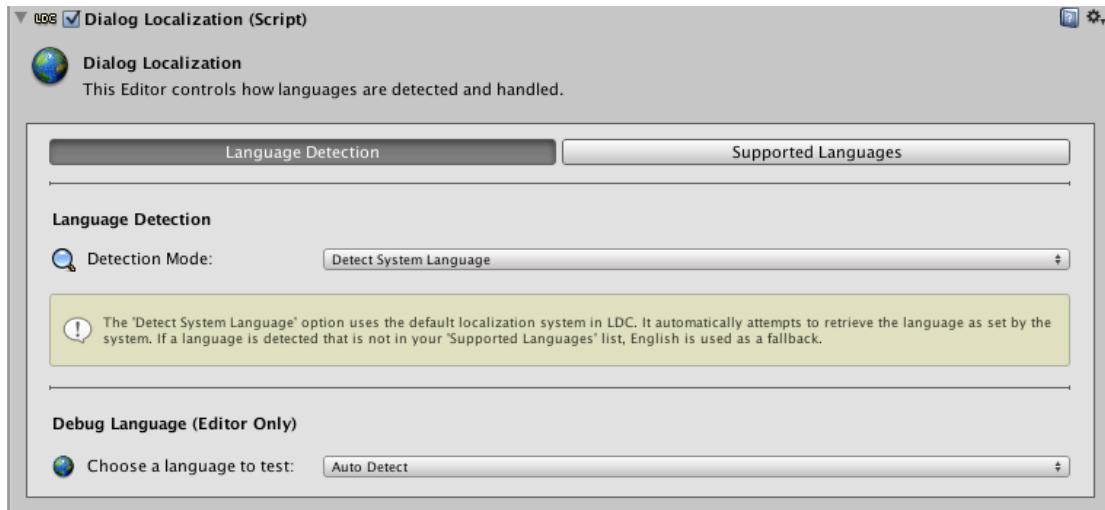 LDC Dialog Localization (Script)
Dialog Localization
This Editor controls how languages are detected and handled.
Language Detection Supported Languages
Language Detection
Detection Mode: Detect System Language
The 'Detect System Language' option uses the default localization system in LDC. It automatically attempts to retrieve the language as set by the
system. If a language is detected that is not in your 'Supported Languages' list, English is used as a fallback.
Debug Language (Editor Only)
Choose a language to test: Auto Detect